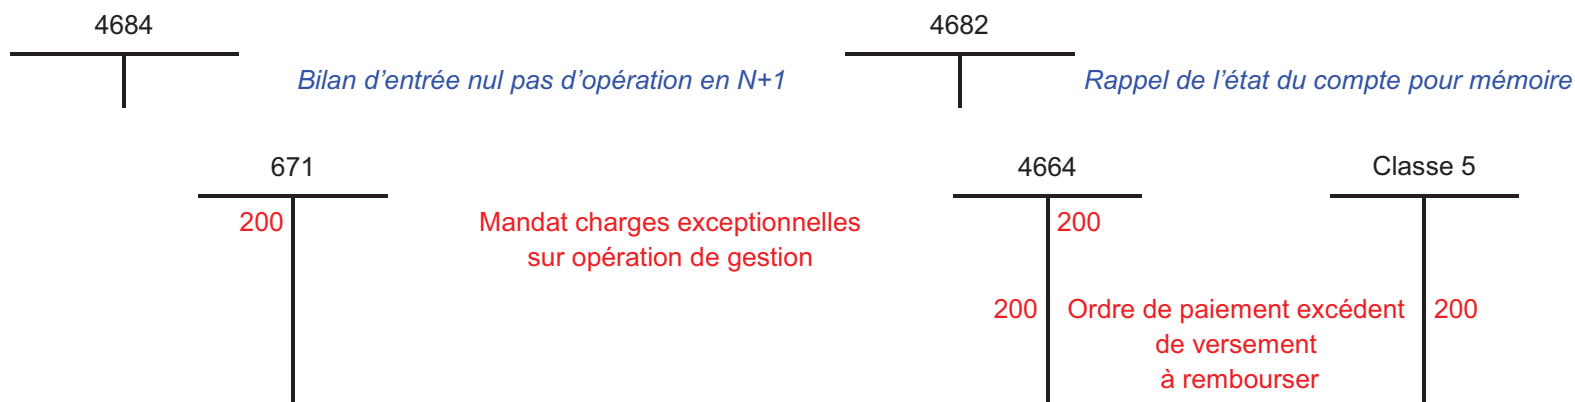 4684
4682
Bilan d’entrée nul pas d’opération en N+1
Rappel de l’état du compte pour mémoire
671
4664
Classe 5
200
Mandat charges exceptionnelles
sur opération de gestion
200
200
Ordre de paiement excédent
de versement
à rembourser
200